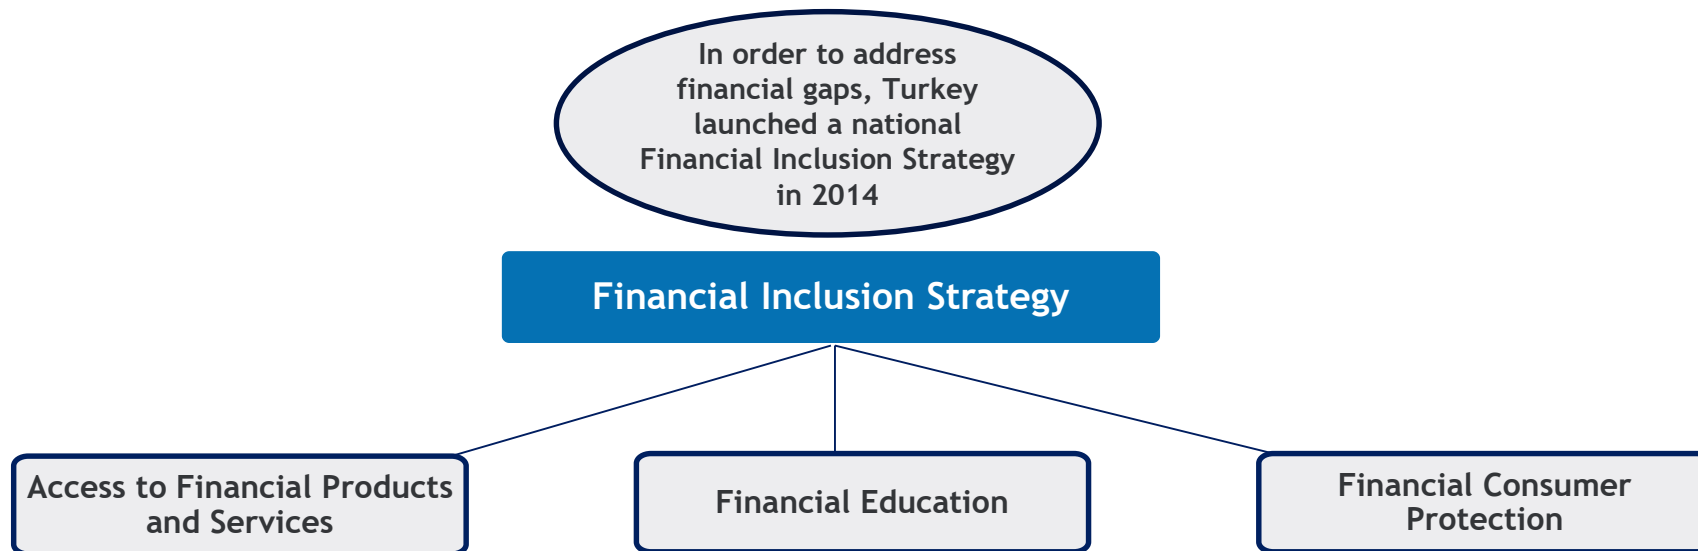 In order to address
financial gaps, Turkey
launched a national
Financial Inclusion Strategy
in 2014
Financial Inclusion Strategy
Access to Financial Products
and Services
Financial Education
Financial Consumer
Protection